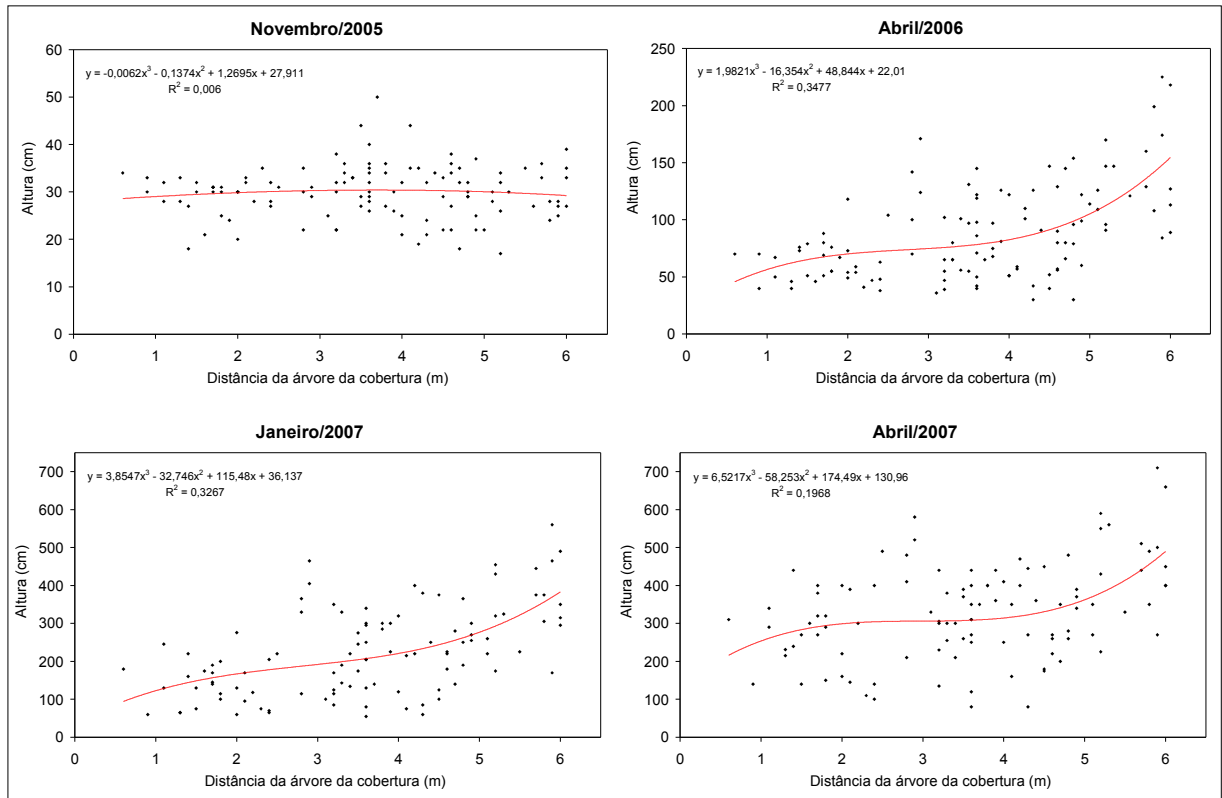 Novembro/2005
y = -0,0062x³ - 0,1374x² + 1,2695x + 27,911
R² = 0,006
Altura (cm)
60
50
40
30
20
10
0
0 1 2 3 4 5 6
Distância da árvore da cobertura (m)
Abril/2006
y = 1,9821x³ - 16,354x² + 48,844x + 22,01
R² = 0,3477
Altura (cm)
250
200
150
100
50
0
0 1 2 3 4 5 6
Distância da árvore da cobertura (m)
Janeiro/2007
y = 3,8547x³ - 32,746x² + 115,48x + 36,137
R² = 0,3267
Altura (cm)
700
600
500
400
300
200
100
0
0 1 2 3 4 5 6
Distância da árvore da cobertura (m)
Abril/2007
y = 6,5217x³ - 58,253x² + 174,49x + 130,96
R² = 0,1968
Altura (cm)
700
600
500
400
300
200
100
0
0 1 2 3 4 5 6
Distância da árvore da cobertura (m)